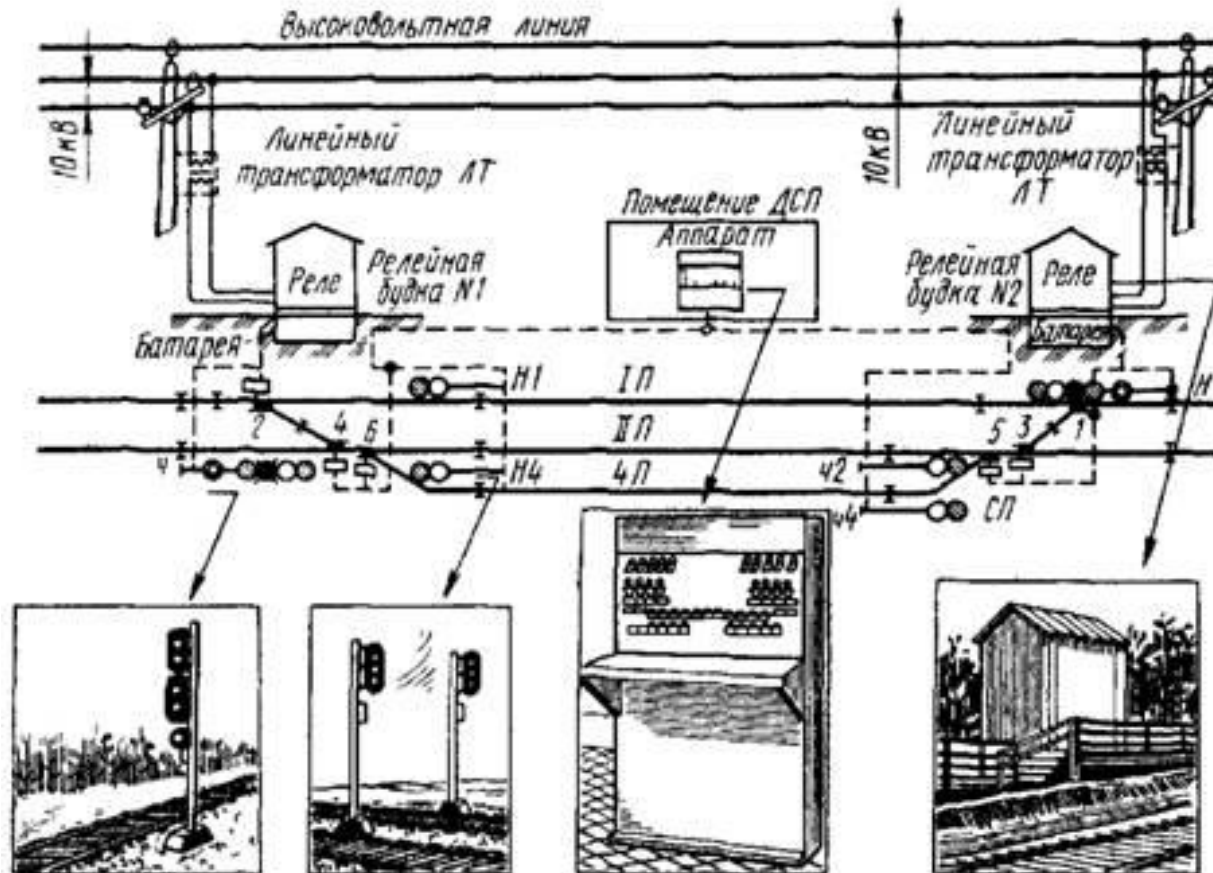 Высоковольтная линия
10кВ
Линейный
трансформатор ЛТ
10кВ
Линейный
трансформатор
ЛТ
Помещение ДСП
Аппарат
Реле
Релейная
будка N1
Релейная
будка N2
Реле
Батарея
Батарея
Н1
I П
Н
2
4
6
II П
5
3
1
Ч
Н4
4П
Ч2
Ч4
СП